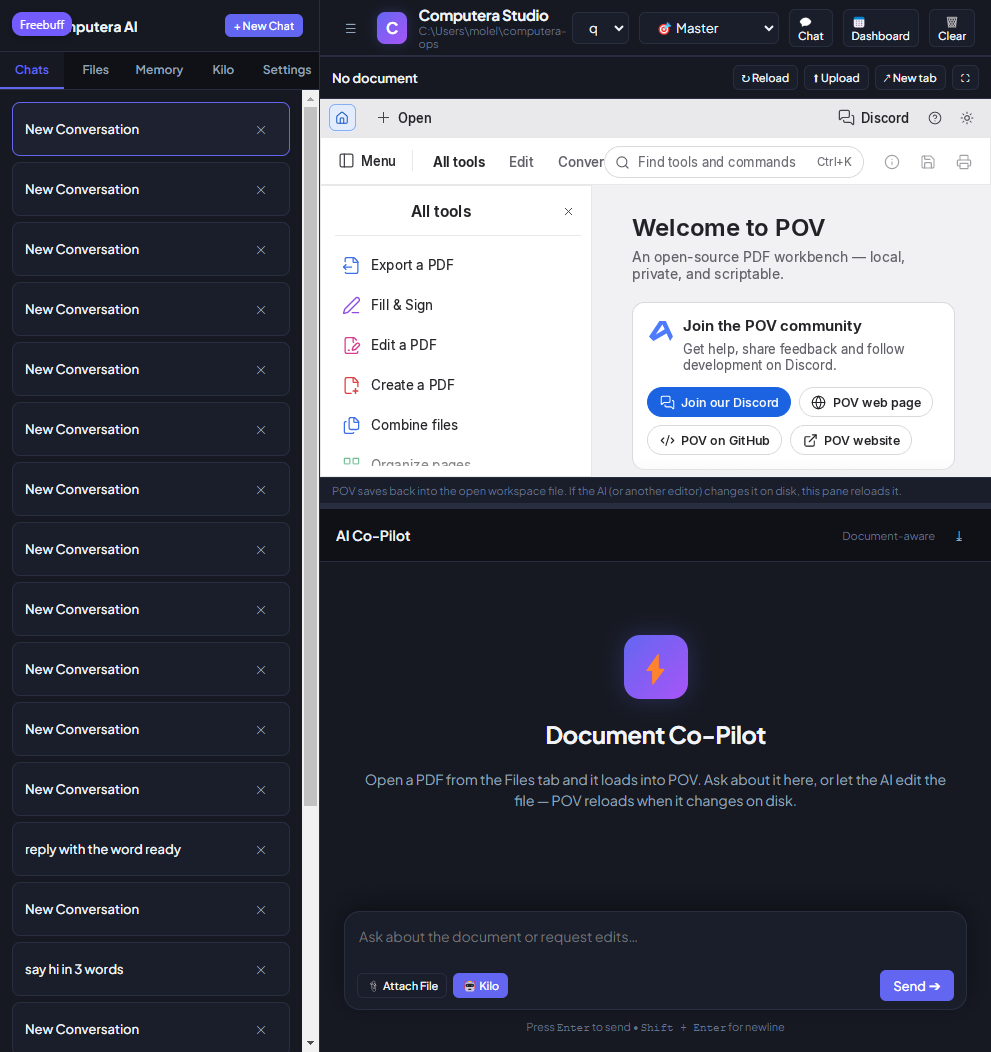 Freebuff
mputera AI
+ New Chat
Chats
Files
Memory
Kilo
Settings
New Conversation
New Conversation
New Conversation
New Conversation
New Conversation
New Conversation
New Conversation
New Conversation
New Conversation
New Conversation
New Conversation
New Conversation
reply with the word ready
New Conversation
say hi in 3 words
New Conversation
C
Computera Studio
C:\Users\molel\computera-
ops
q
Master
Chat
Dashboard
Clear
No document
↻ Reload
⬆ Upload
↗ New tab
Open
Discord
Menu
All tools
Edit
Conver
Find tools and commands
Ctrl+K
All tools
Export a PDF
Fill & Sign
Edit a PDF
Create a PDF
Combine files
Organize pages
Welcome to POV
An open-source PDF workbench — local,
private, and scriptable.
Join the POV community
Get help, share feedback and follow
development on Discord.
Join our Discord
POV web page
POV on GitHub
POV website
POV saves back into the open workspace file. If the AI (or another editor) changes it on disk, this pane reloads it.
AI Co-Pilot
Document-aware
Document Co-Pilot
Open a PDF from the Files tab and it loads into POV. Ask about it here, or let the AI edit the
file — POV reloads when it changes on disk.
Ask about the document or request edits...
Attach File
Kilo
Send ➔
Press Enter to send • Shift + Enter for newline